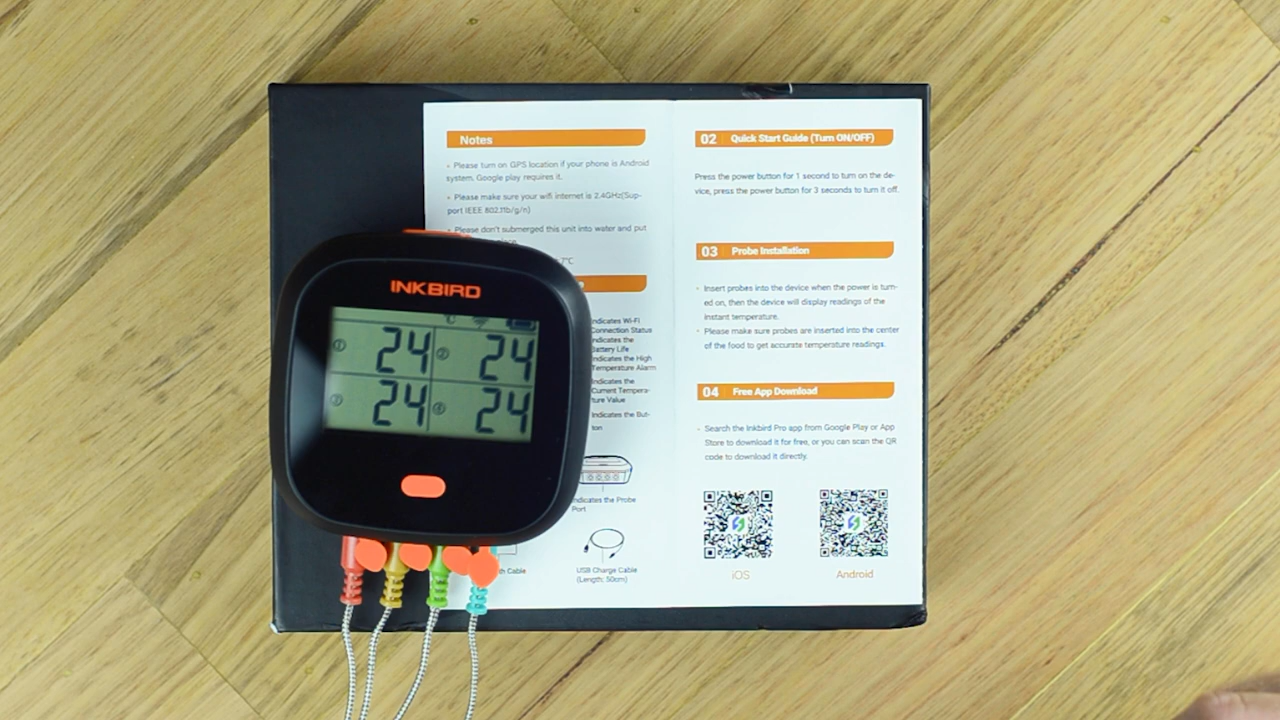 Notes
• Please turn on GPS location if your phone is Android
system. Google play requires it.
• Please make sure your wifi internet is 2.4GHz(Sup-
port IEEE 802.11b/g/n)
• Please don't submerged this unit into water and put
place
7°C
Indicates Wi-Fi
Connection Status
Indicates the
Battery Life
Indicates the High
Temperature Alarm
Indicates the
Current Tempera-
ture Value
Indicates the But-
ton
Indicates the Probe
Port
Cable
USB Charge Cable
(Length: 50cm)
02 Quick Start Guide (Turn ON/OFF)
Press the power button for 1 second to turn on the de-
vice, press the power button for 3 seconds to turn it off.
03 Probe Installation
• Insert probes into the device when the power is turn-
ed on, then the device will display readings of the
instant temperature.
• Please make sure probes are inserted into the center
of the food to get accurate temperature readings.
04 Free App Download
• Search the Inkbird Pro app from Google Play or App
Store to download it for free, or you can scan the QR
code to download it directly.
iOS
Android
INKBIRD
① 24 ② 24
24 24